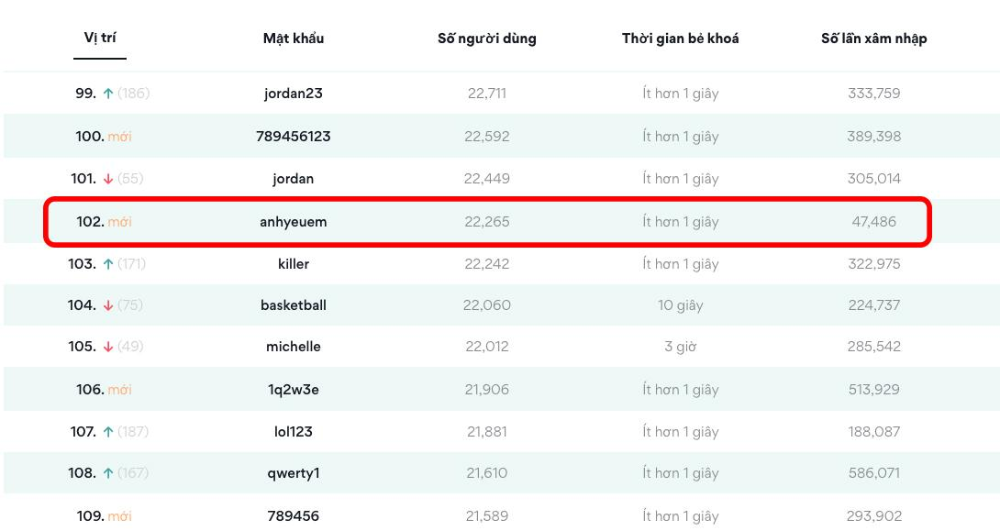 Vị trí Mật khẩu Số người dùng Thời gian bẻ khoá Số lần xâm nhập
99. ↑ (186) jordan23 22,711 Ít hơn 1 giây 333,759
100. mới 789456123 22,592 Ít hơn 1 giây 389,398
101. ↓ (55) jordan 22,449 Ít hơn 1 giây 305,014
102. mới anhyeuem 22,265 Ít hơn 1 giây 47,486
103. ↑ (171) killer 22,242 Ít hơn 1 giây 322,975
104. ↓ (75) basketball 22,060 10 giây 224,737
105. ↓ (49) michelle 22,012 3 giờ 285,542
106. mới 1q2w3e 21,906 Ít hơn 1 giây 513,929
107. ↑ (187) lol123 21,881 Ít hơn 1 giây 188,087
108. ↑ (167) qwerty1 21,610 Ít hơn 1 giây 586,071
109. mới 789456 21,589 Ít hơn 1 giây 293,902